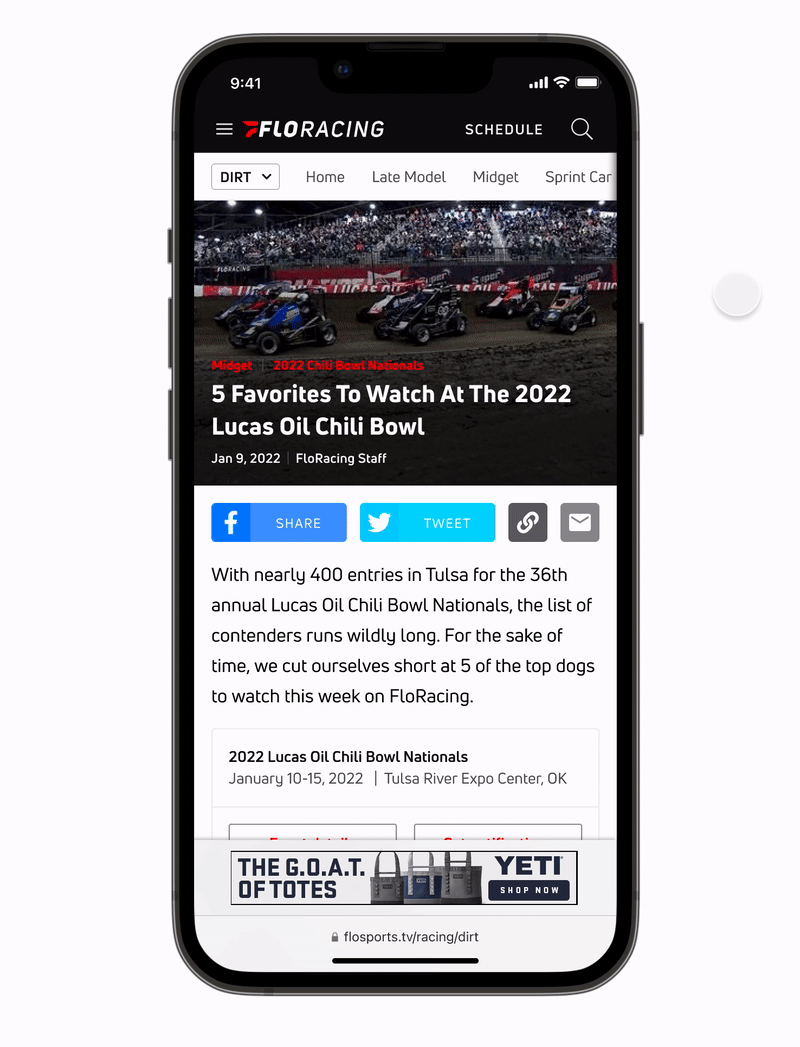 9:41
FLORACING
SCHEDULE
DIRT
Home
Late Model
Midget
Sprint Car
FLORACING
Midget | 2022 Chili Bowl Nationals
5 Favorites To Watch At The 2022
Lucas Oil Chili Bowl
Jan 9, 2022 | FloRacing Staff
SHARE
TWEET
With nearly 400 entries in Tulsa for the 36th
annual Lucas Oil Chili Bowl Nationals, the list of
contenders runs wildly long. For the sake of
time, we cut ourselves short at 5 of the top dogs
to watch this week on FloRacing.
2022 Lucas Oil Chili Bowl Nationals
January 10-15, 2022 | Tulsa River Expo Center, OK
THE G.O.A.T.
OF TOTES
YETI
SHOP NOW
flosports.tv/racing/dirt